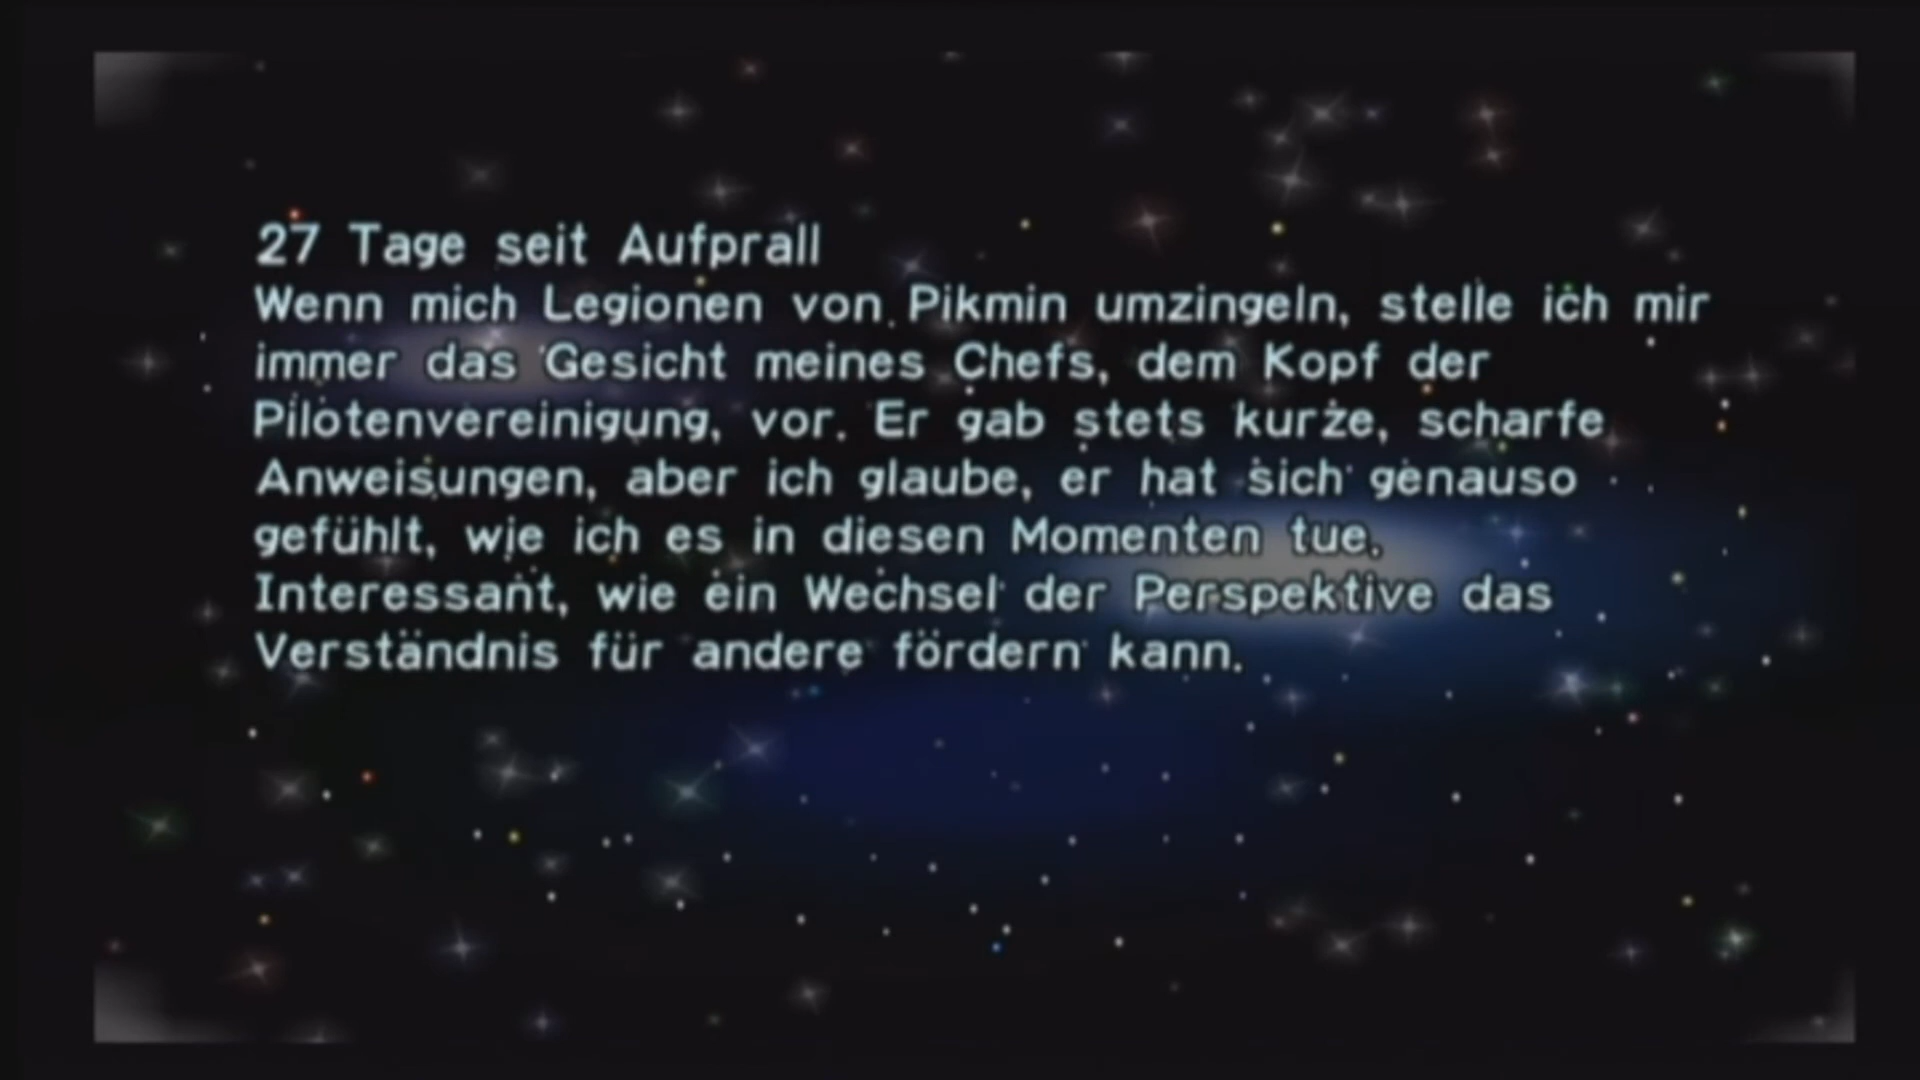 27 Tage seit Aufprall
Wenn mich Legionen von Pikmin umzingeln, stelle ich mir
immer das Gesicht meines Chefs, dem Kopf der
Pilotenvereinigung, vor. Er gab stets kurze, scharfe
Anweisungen, aber ich glaube, er hat sich genauso
gefühlt, wie ich es in diesen Momenten tue.
Interessant, wie ein Wechsel der Perspektive das
Verständnis für andere fördern kann.